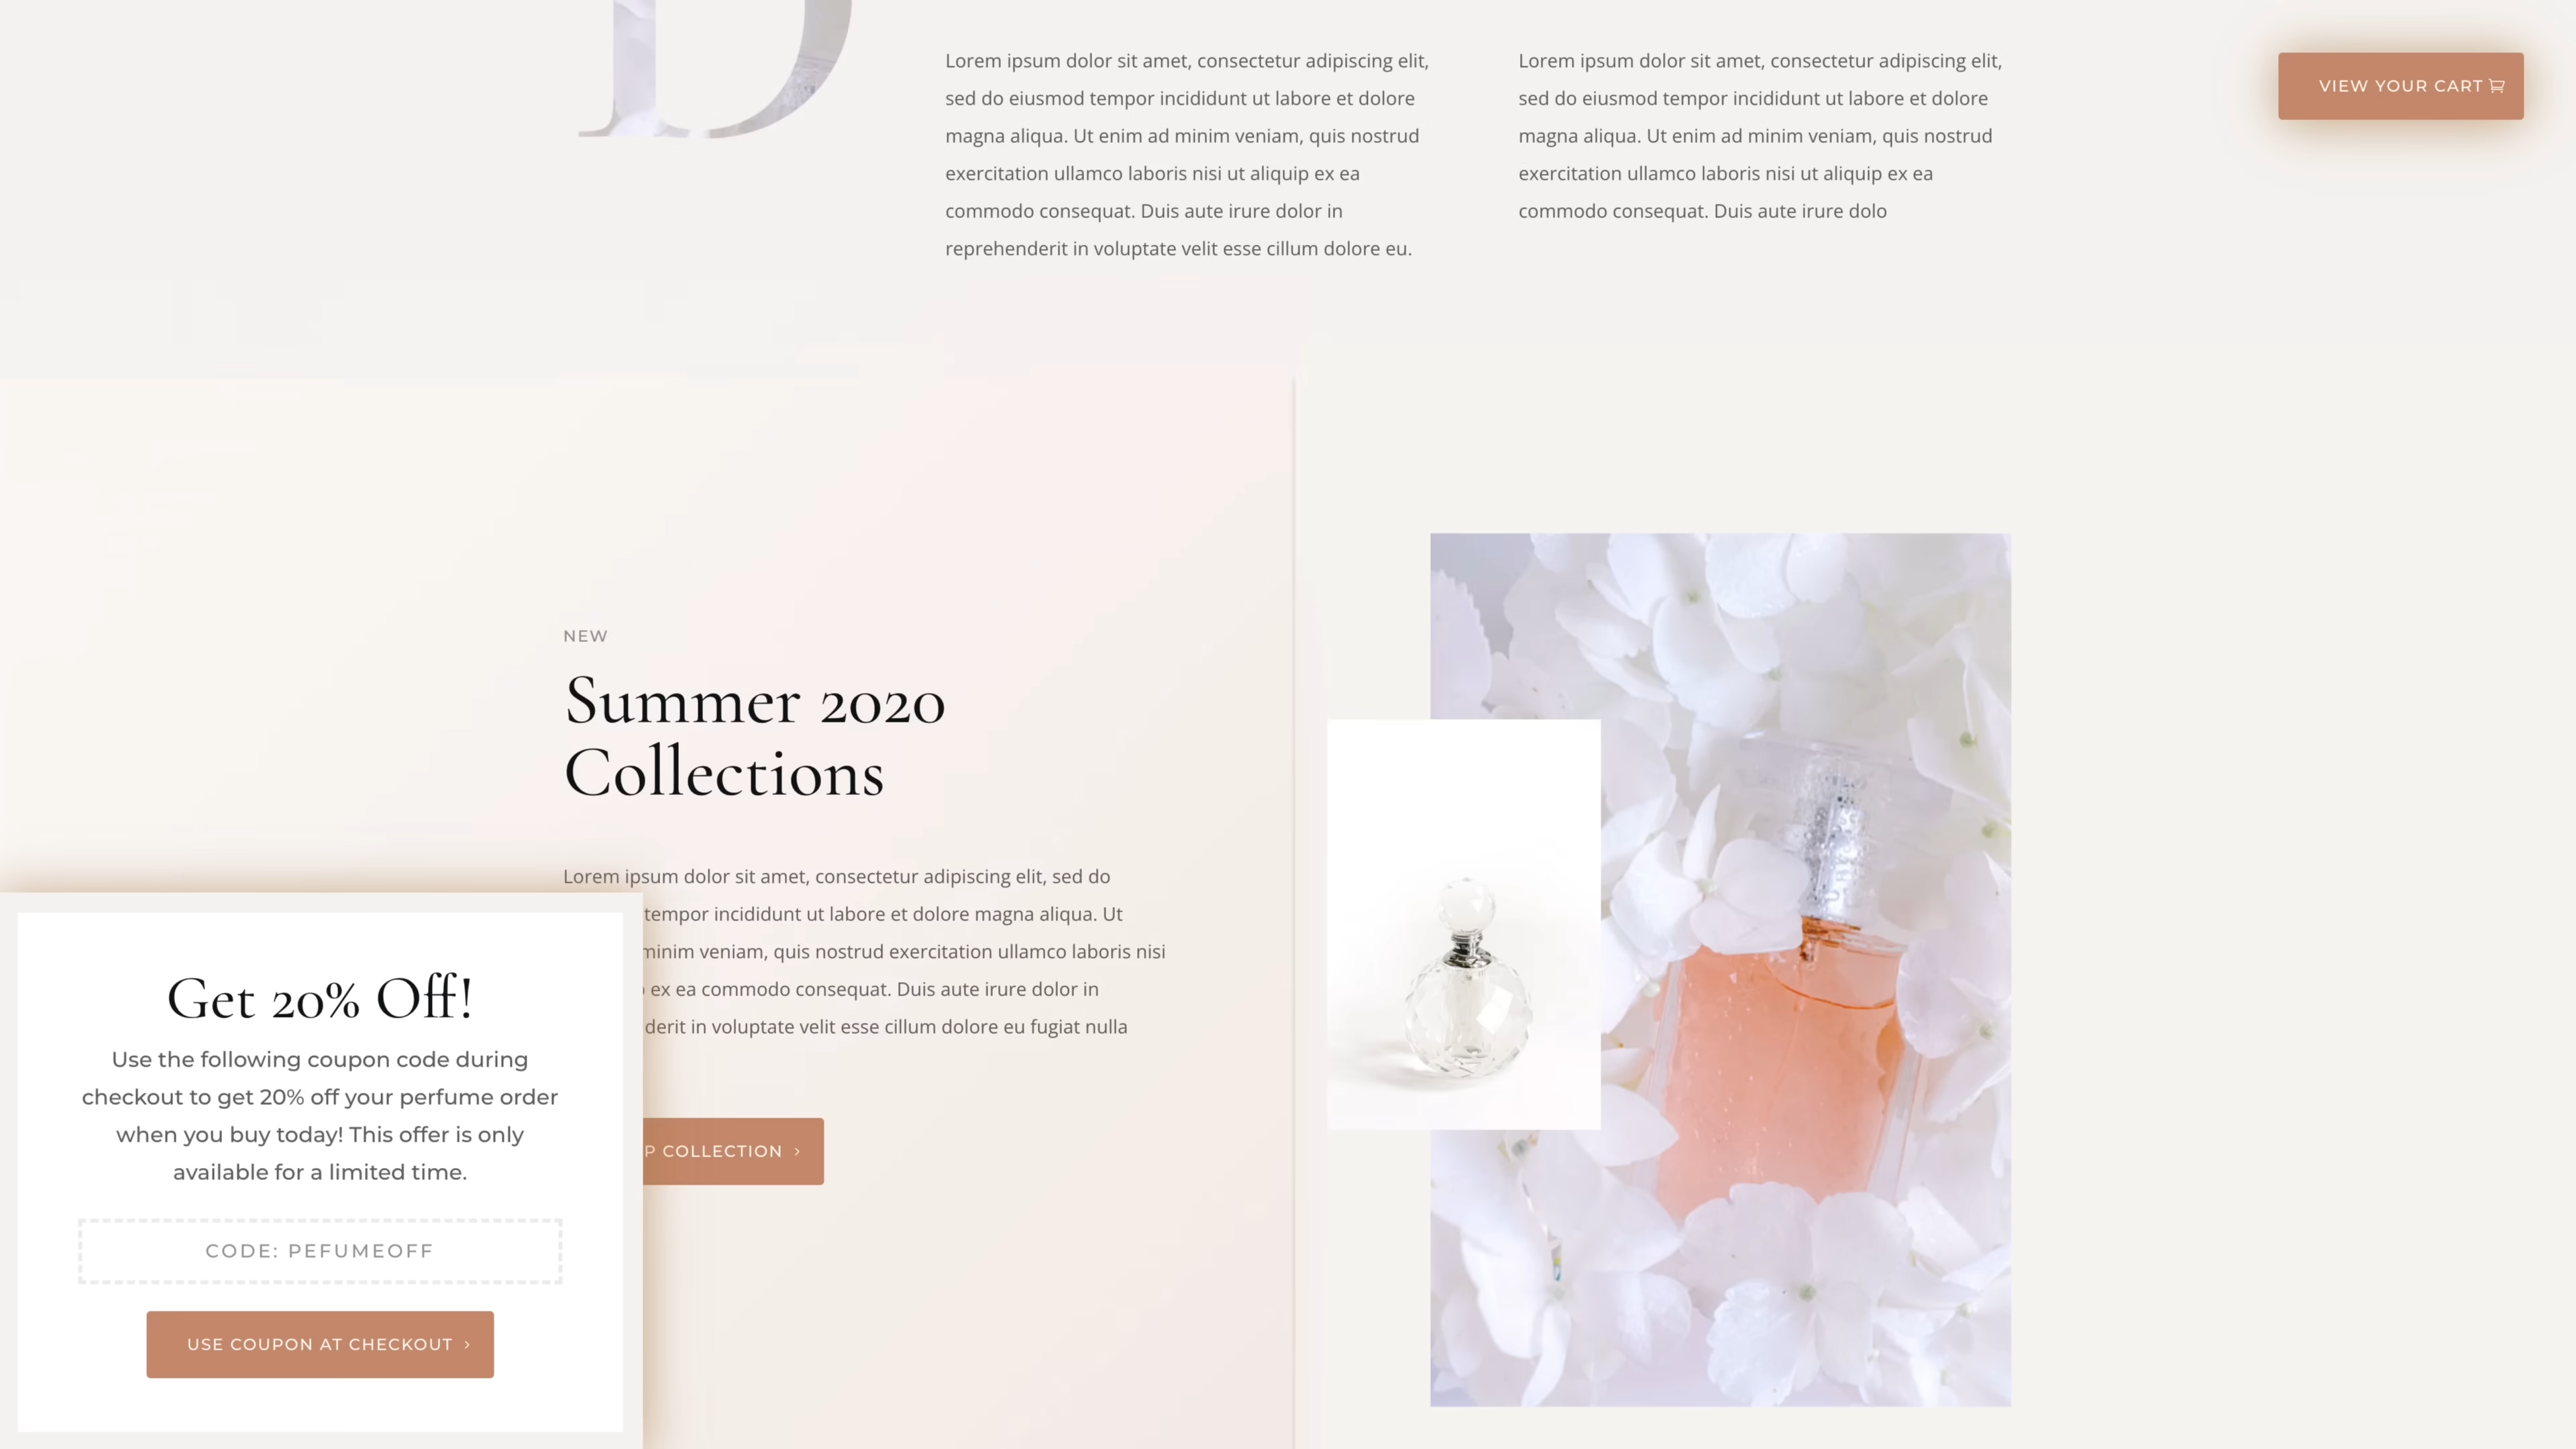 D
Lorem ipsum dolor sit amet, consectetur adipiscing elit,
sed do eiusmod tempor incididunt ut labore et dolore
magna aliqua. Ut enim ad minim veniam, quis nostrud
exercitation ullamco laboris nisi ut aliquip ex ea
commodo consequat. Duis aute irure dolor in
reprehenderit in voluptate velit esse cillum dolore eu.
Lorem ipsum dolor sit amet, consectetur adipiscing elit,
sed do eiusmod tempor incididunt ut labore et dolore
magna aliqua. Ut enim ad minim veniam, quis nostrud
exercitation ullamco laboris nisi ut aliquip ex ea
commodo consequat. Duis aute irure dolo
VIEW YOUR CART
NEW
Summer 2020
Collections
Lorem ipsum dolor sit amet, consectetur adipiscing elit, sed do
tempor incididunt ut labore et dolore magna aliqua. Ut
minim veniam, quis nostrud exercitation ullamco laboris nisi
ex ea commodo consequat. Duis aute irure dolor in
derit in voluptate velit esse cillum dolore eu fugiat nulla
P COLLECTION
Get 20% Off!
Use the following coupon code during
checkout to get 20% off your perfume order
when you buy today! This offer is only
available for a limited time.
CODE: PEFUMEOFF
USE COUPON AT CHECKOUT